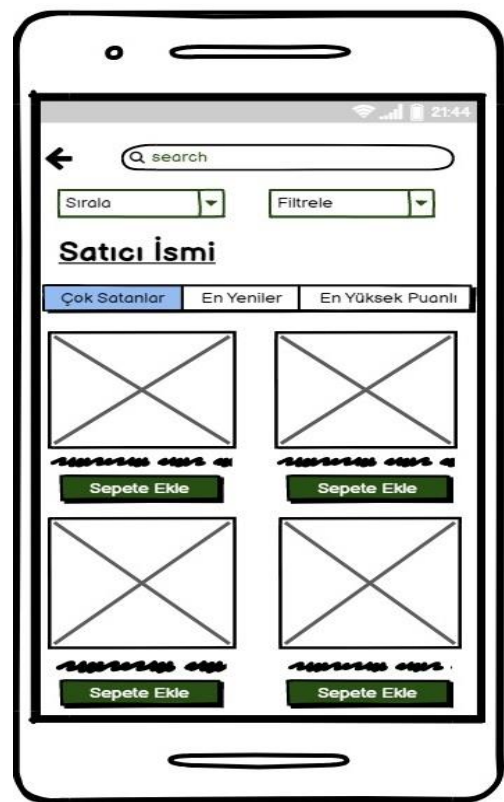 21:44
search
Sırala Filtrele
Satıcı İsmi
Çok Satanlar En Yeniler En Yüksek Puanlı
Sepete Ekle Sepete Ekle
Sepete Ekle Sepete Ekle